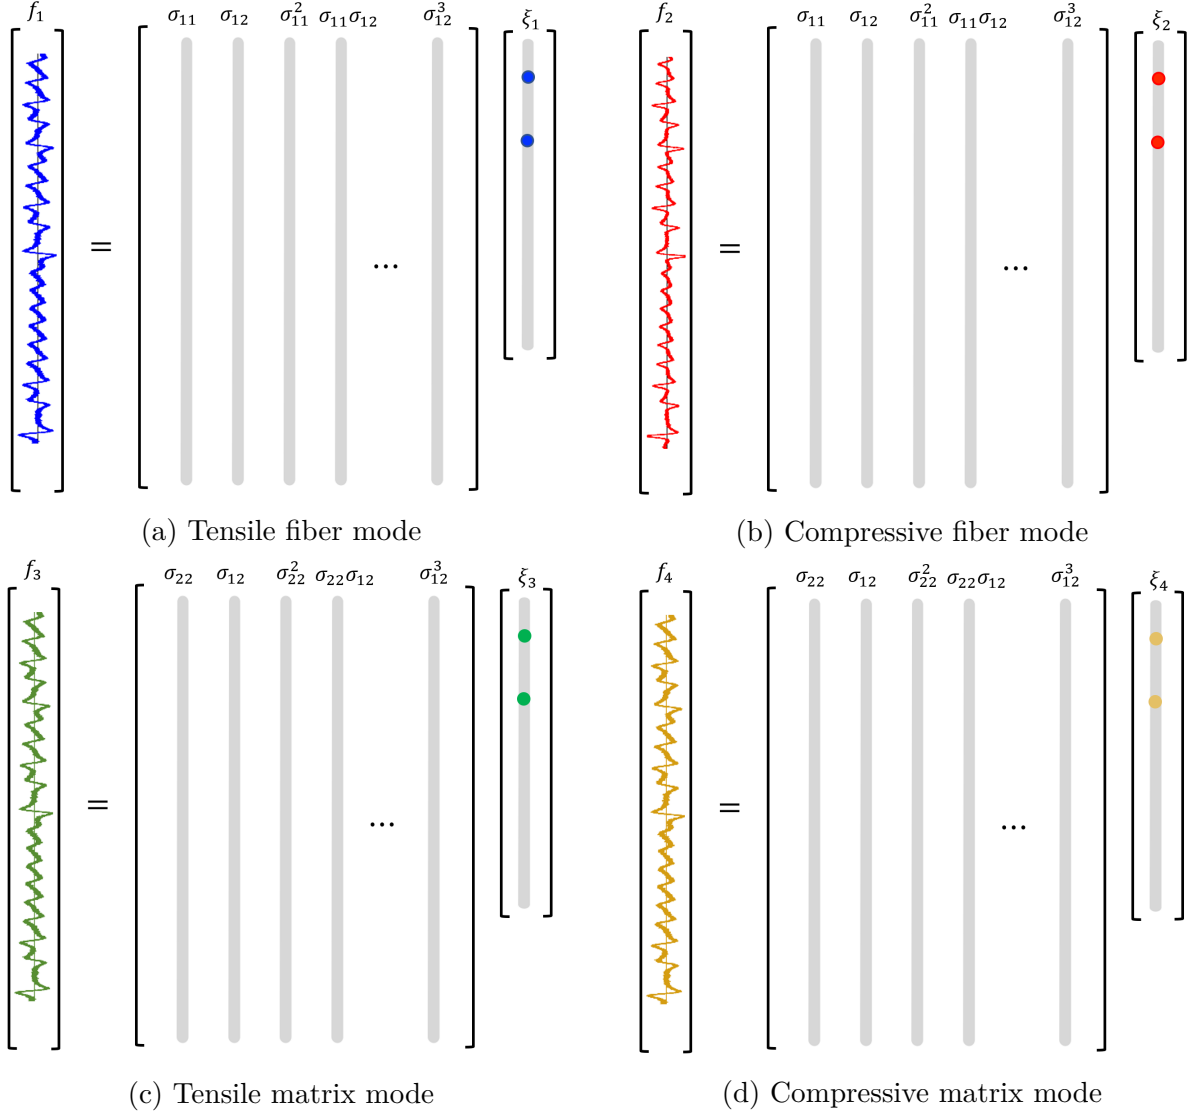 f₁ σ₁₁ σ₁₂ σ₁₁² σ₁₁σ₁₂ σ₁₂³ ξ₁
= ...
(a) Tensile fiber mode
f₂ σ₁₁ σ₁₂ σ₁₁² σ₁₁σ₁₂ σ₁₂³ ξ₂
= ...
(b) Compressive fiber mode
f₃ σ₂₂ σ₁₂ σ₂₂² σ₂₂σ₁₂ σ₁₂³ ξ₃
= ...
(c) Tensile matrix mode
f₄ σ₂₂ σ₁₂ σ₂₂² σ₂₂σ₁₂ σ₁₂³ ξ₄
= ...
(d) Compressive matrix mode